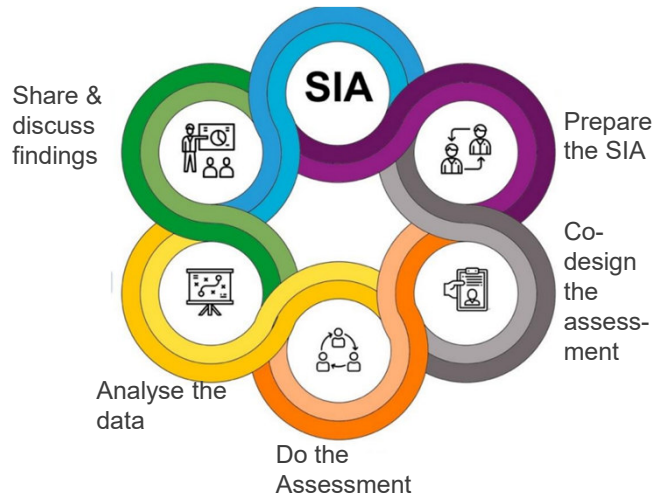 SIA
Prepare
the SIA
Co-
design
the
assess-
ment
Do the
Assessment
Analyse the
data
Share &
discuss
findings